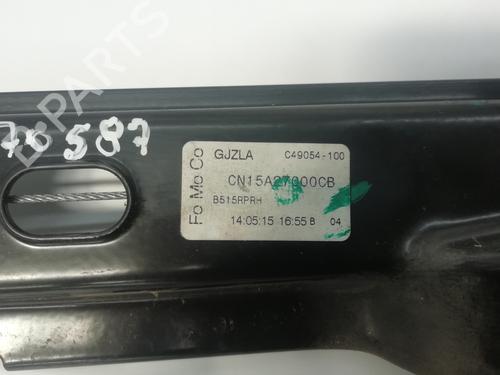 B-PARTS
70587
Fo Mo Co
GJZLA C49054-100
CN15A27000CB
B515RPRH
14:05:15 16:55 B 04